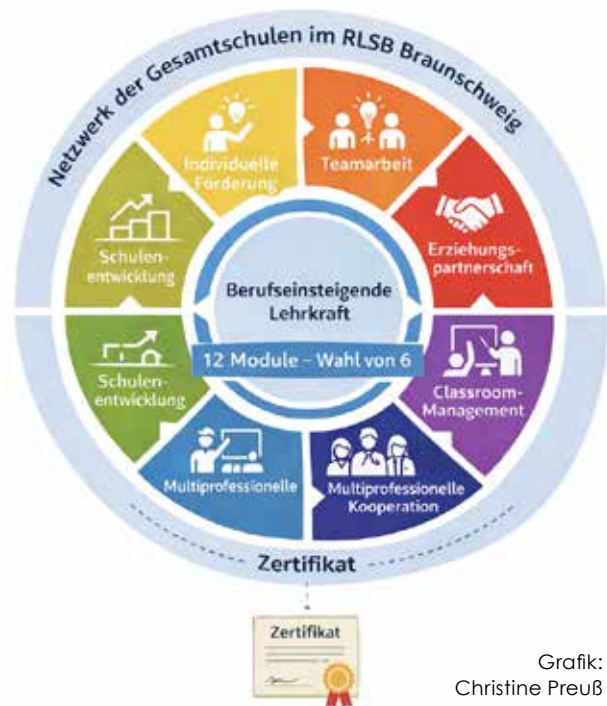 Netzwerk der Gesamtschulen im RLSB Braunschweig
Individuelle
Förderung
Teamarbeit
Schulen-
entwicklung
Erziehungs-
partnerschaft
Berufseinsteigende
Lehrkraft
12 Module – Wahl von 6
Schulen-
entwicklung
Classroom-
Management
Multiprofessionelle
Multiprofessionelle
Kooperation
Zertifikat
Zertifikat
Grafik:
Christine Preuß